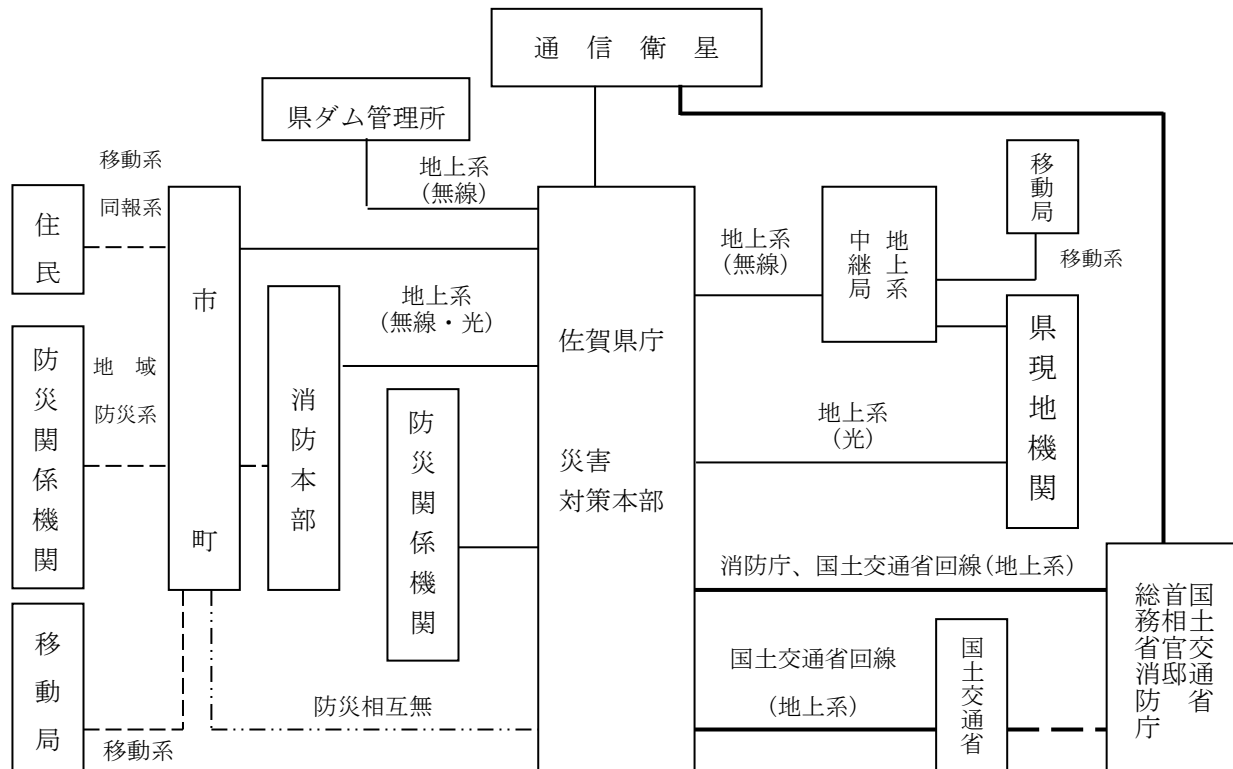 通信衛星
県ダム管理所
移動系
同報系
地上系
(無線)
移動局
住民
市町
地上系
(無線)
地上系
中継局
移動系
地上系
(無線・光)
佐賀県庁
災害
対策本部
防災関係機関
地 域
防災系
消防本部
防災関係機関
地上系
(光)
県現地機関
消防庁、国土交通省回線(地上系)
国土交通省
首相官邸
総務省消防庁
移動局
移動系
防災相互無
国土交通省回線
(地上系)
国土交通省